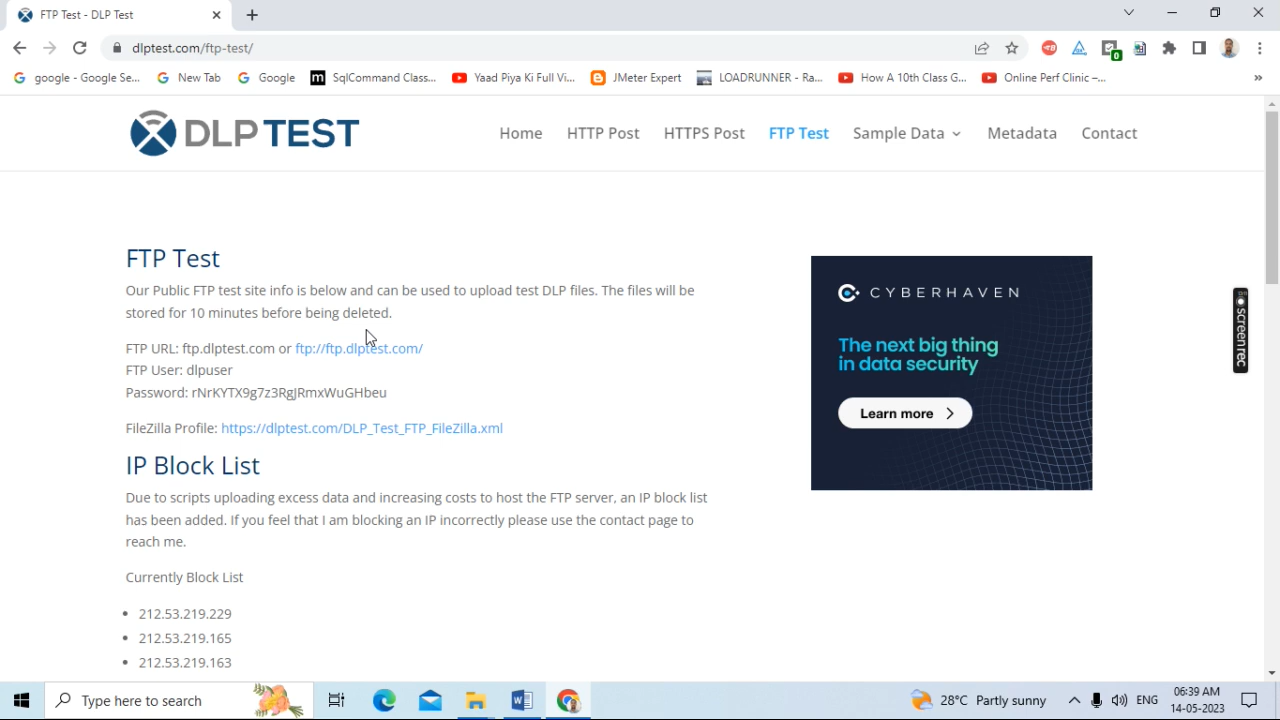 FTP Test - DLP Test
dlptest.com/ftp-test/
0
google - Google Se...
New Tab
Google
m SqlCommand Class...
Yaad Piya Ki Full Vi...
JMeter Expert
LOADRUNNER - Ra...
How A 10th Class G...
Online Perf Clinic –...
»
DLPTEST
Home HTTP Post HTTPS Post FTP Test Sample Data Metadata Contact
FTP Test
Our Public FTP test site info is below and can be used to upload test DLP files. The files will be
stored for 10 minutes before being deleted.
FTP URL: ftp.dlptest.com or ftp://ftp.dlptest.com/
FTP User: dlpuser
Password: rNrKYTX9g7z3RgJRmxWuGHbeu
FileZilla Profile: https://dlptest.com/DLP_Test_FTP_FileZilla.xml
IP Block List
Due to scripts uploading excess data and increasing costs to host the FTP server, an IP block list
has been added. If you feel that I am blocking an IP incorrectly please use the contact page to
reach me.
Currently Block List
• 212.53.219.229
• 212.53.219.165
• 212.53.219.163
CYBERHAVEN
The next big thing
in data security
Learn more
screenrec
Type here to search
28°C Partly sunny
ENG
06:39 AM
14-05-2023